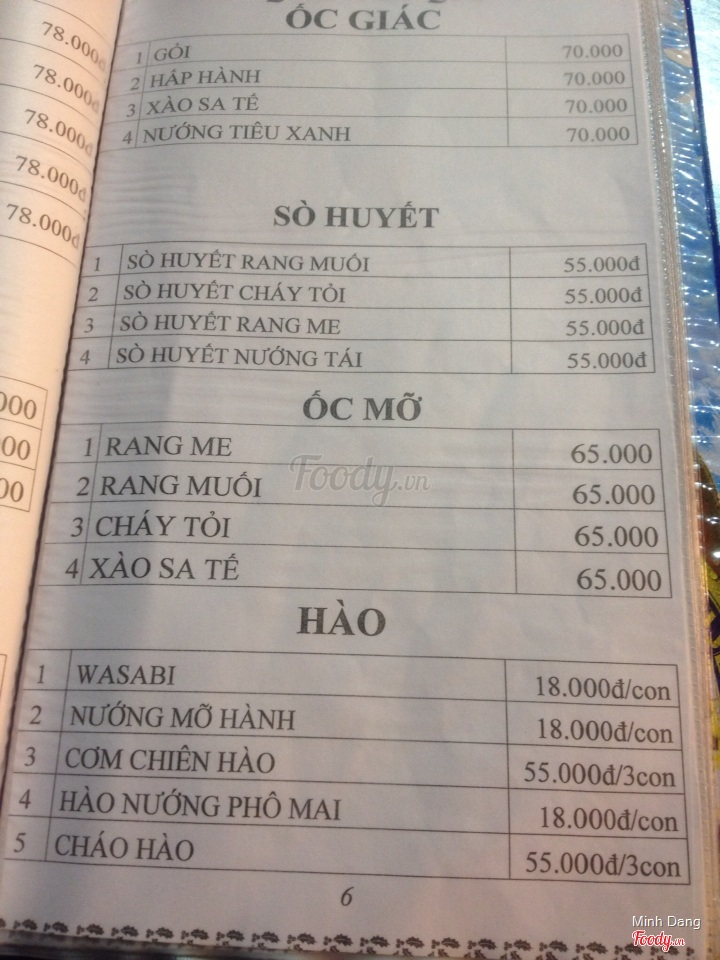 78.000đ
78.000đ
78.000đ
78.000đ
78.000đ
000
000
00
ỐC GIÁC
1 GỎI 70.000
2 HẤP HÀNH 70.000
3 XÀO SA TẾ 70.000
4 NƯỚNG TIÊU XANH 70.000
SÒ HUYẾT
1 SÒ HUYẾT RANG MUỐI 55.000đ
2 SÒ HUYẾT CHÁY TỎI 55.000đ
3 SÒ HUYẾT RANG ME 55.000đ
4 SÒ HUYẾT NƯỚNG TÁI 55.000đ
ỐC MỠ
1 RANG ME 65.000
2 RANG MUỐI 65.000
3 CHÁY TỎI 65.000
4 XÀO SA TẾ 65.000
Foody.vn
HÀO
1 WASABI 18.000đ/con
2 NƯỚNG MỠ HÀNH 18.000đ/con
3 CƠM CHIÊN HÀO 55.000đ/3con
4 HÀO NƯỚNG PHÔ MAI 18.000đ/con
5 CHÁO HÀO 55.000đ/3con
6
Minh Dang
Foody.vn